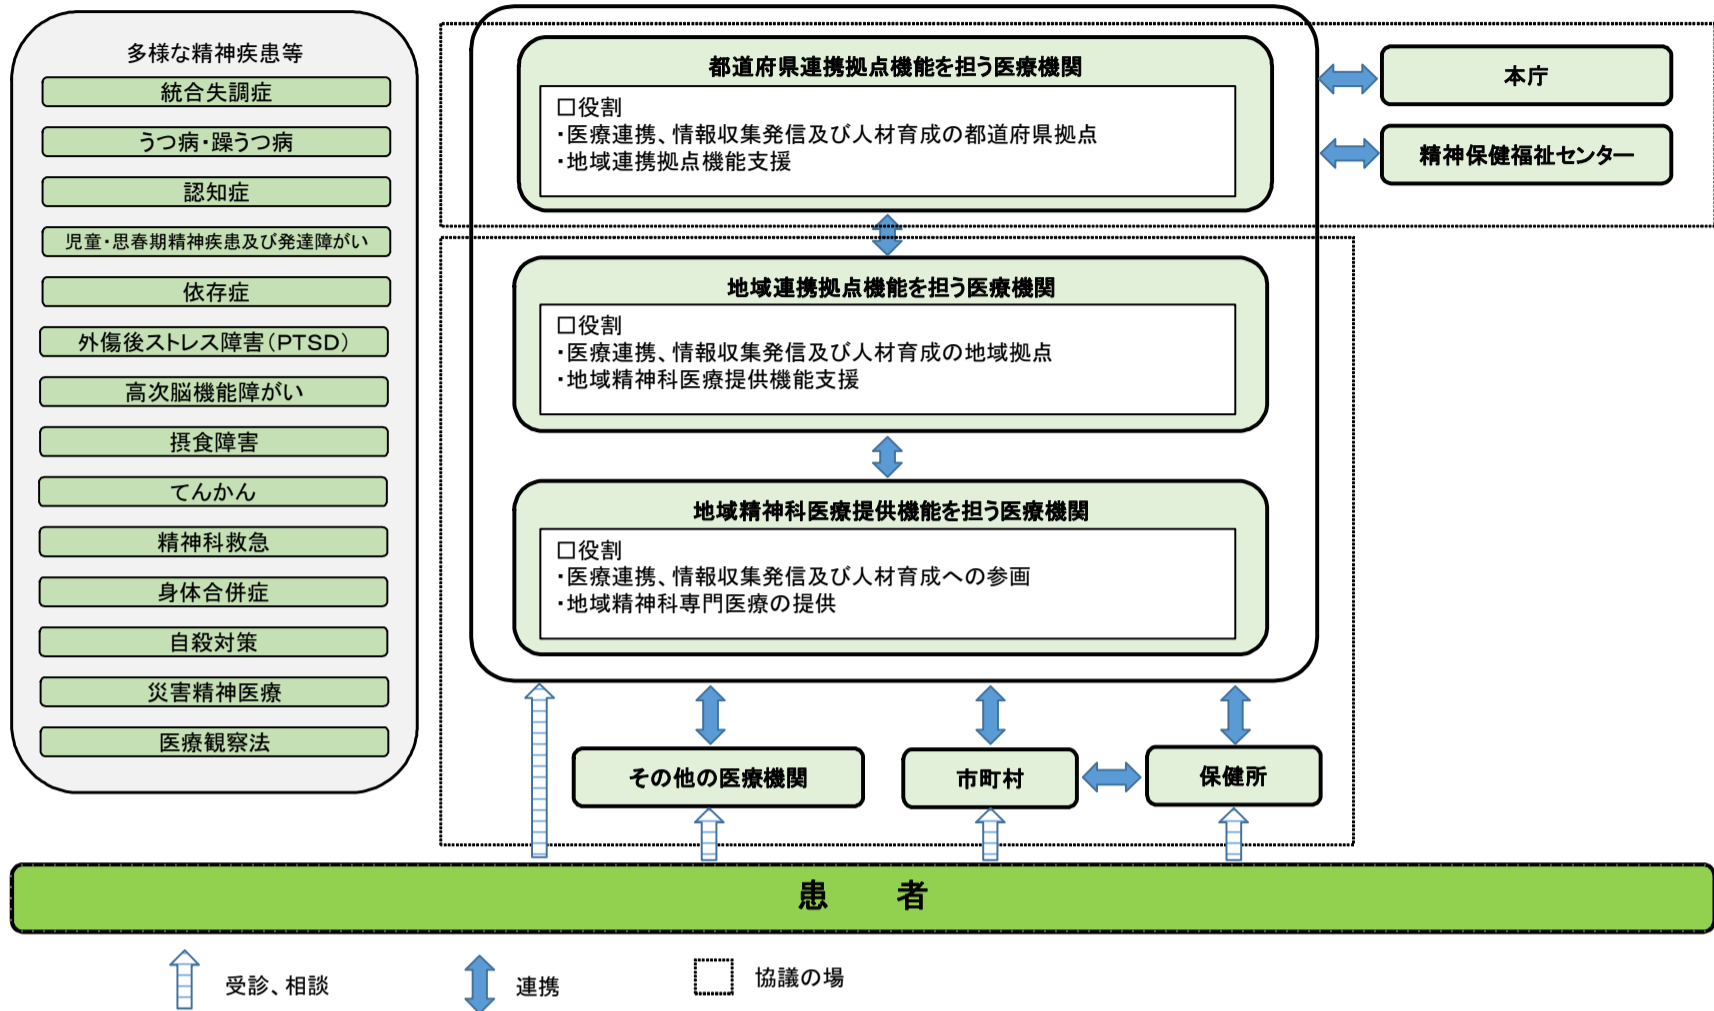 多様な精神疾患等
統合失調症
うつ病・躁うつ病
認知症
児童・思春期精神疾患及び発達障がい
依存症
外傷後ストレス障害(PTSD)
高次脳機能障がい
摂食障害
てんかん
精神科救急
身体合併症
自殺対策
災害精神医療
医療観察法
都道府県連携拠点機能を担う医療機関
□役割
・医療連携、情報収集発信及び人材育成の都道府県拠点
・地域連携拠点機能支援
本庁
精神保健福祉センター
地域連携拠点機能を担う医療機関
□役割
・医療連携、情報収集発信及び人材育成の地域拠点
・地域精神科医療提供機能支援
地域精神科医療提供機能を担う医療機関
□役割
・医療連携、情報収集発信及び人材育成への参画
・地域精神科専門医療の提供
その他の医療機関
市町村
保健所
患　者
受診、相談
連携
協議の場